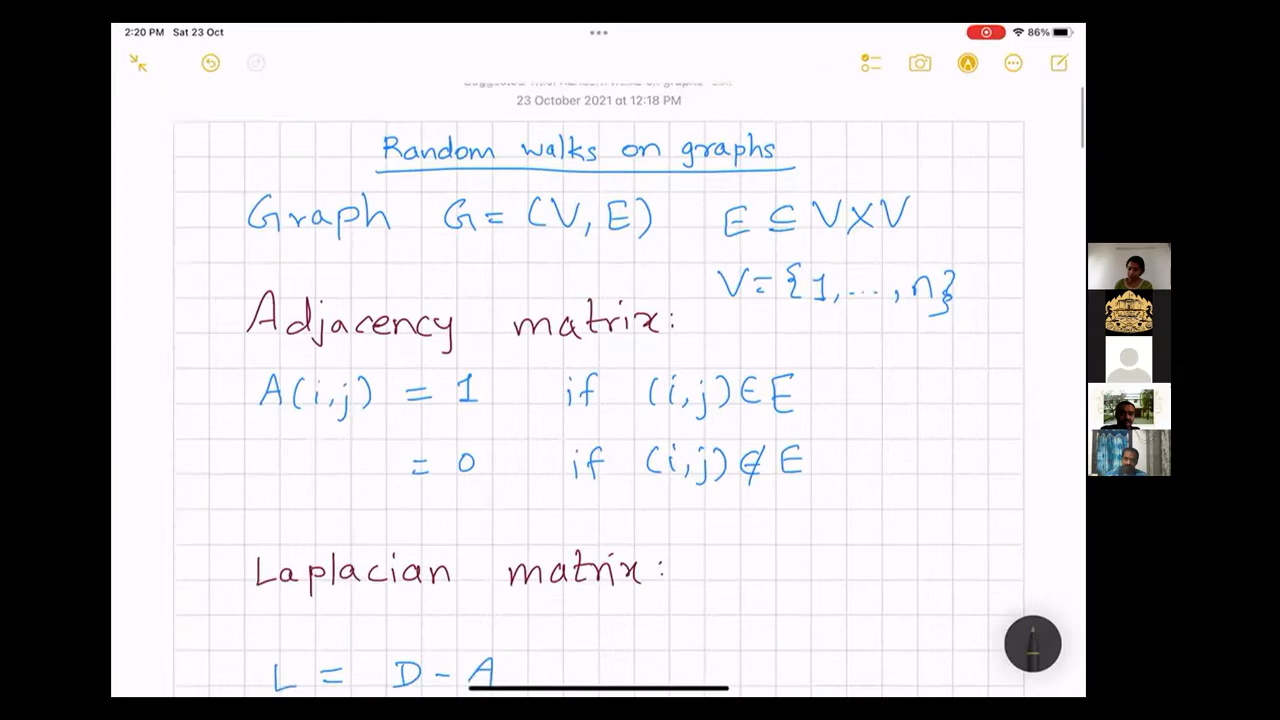 2:20 PM Sat 23 Oct
86%
23 October 2021 at 12:18 PM
Random walks on graphs
Graph G = (V, E) E ⊆ V X V
V = {1, ..., n}
Adjacency matrix:
A(i,j) = 1 if (i,j) ∈ E
= 0 if (i,j) ∉ E
Laplacian matrix:
L = D - A